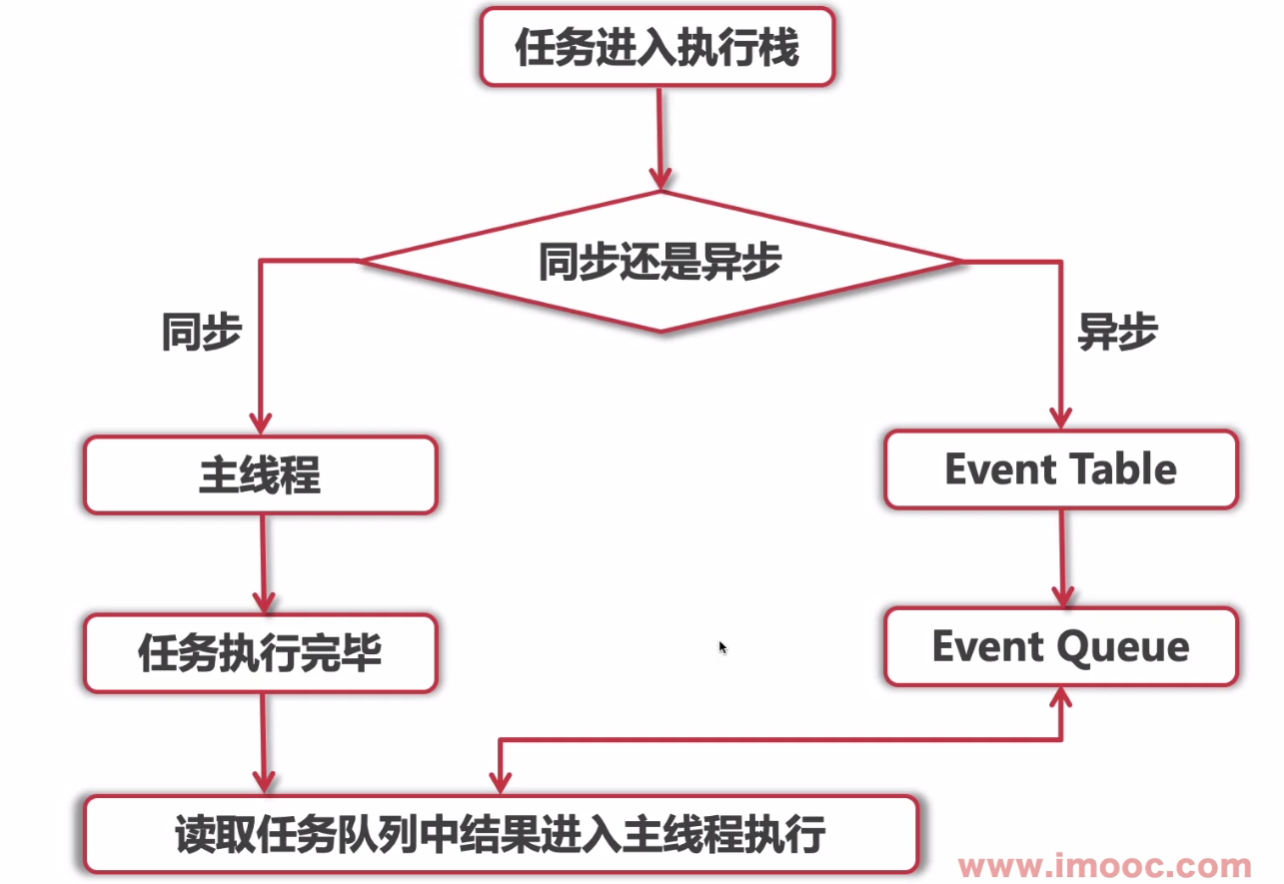 任务进入执行栈
同步还是异步
同步
异步
主线程
Event Table
任务执行完毕
Event Queue
读取任务队列中结果进入主线程执行
www.imooc.com